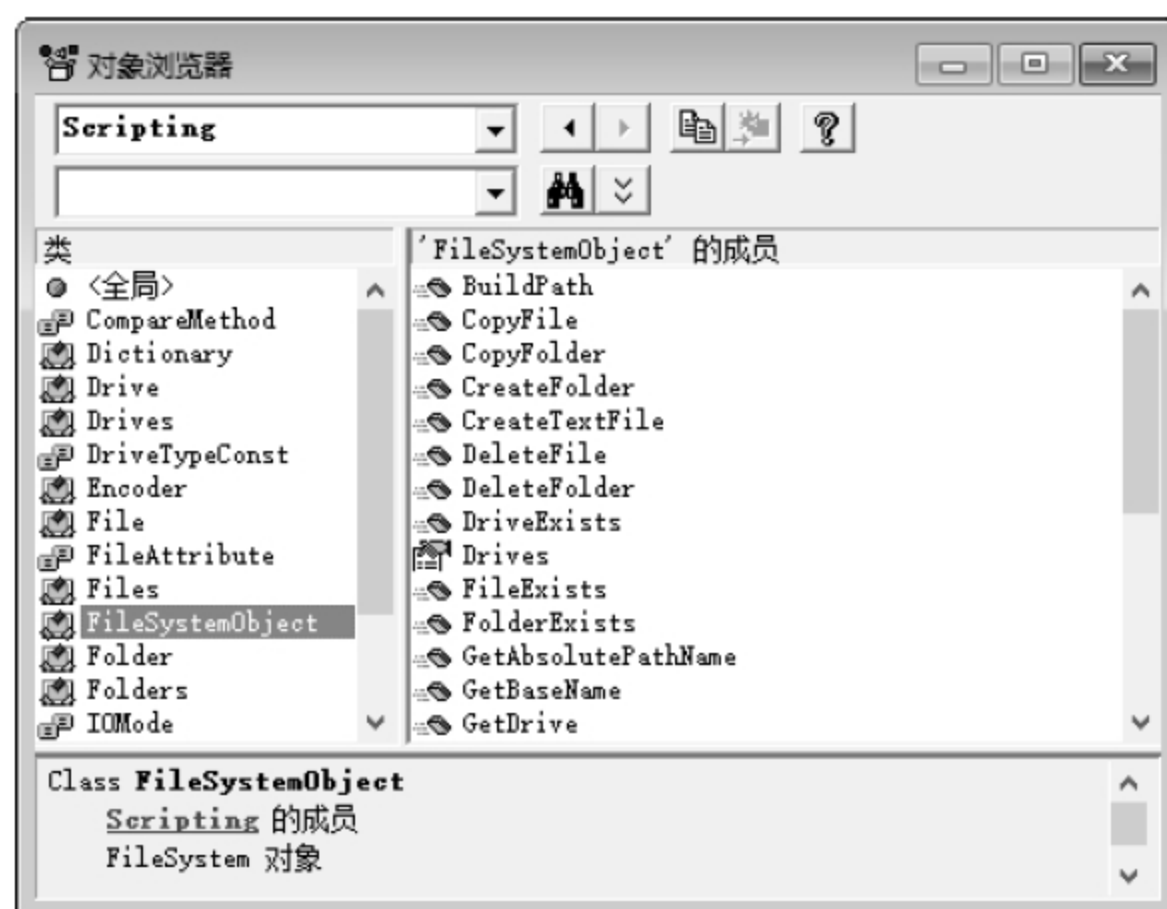 对象浏览器
Scripting
类
<全局>
CompareMethod
Dictionary
Drive
Drives
DriveTypeConst
Encoder
File
FileAttribute
Files
FileSystemObject
Folder
Folders
IOMode
'FileSystemObject' 的成员
BuildPath
CopyFile
CopyFolder
CreateFolder
CreateTextFile
DeleteFile
DeleteFolder
DriveExists
Drives
FileExists
FolderExists
GetAbsolutePathName
GetBaseName
GetDrive
Class FileSystemObject
Scripting 的成员
FileSystem 对象